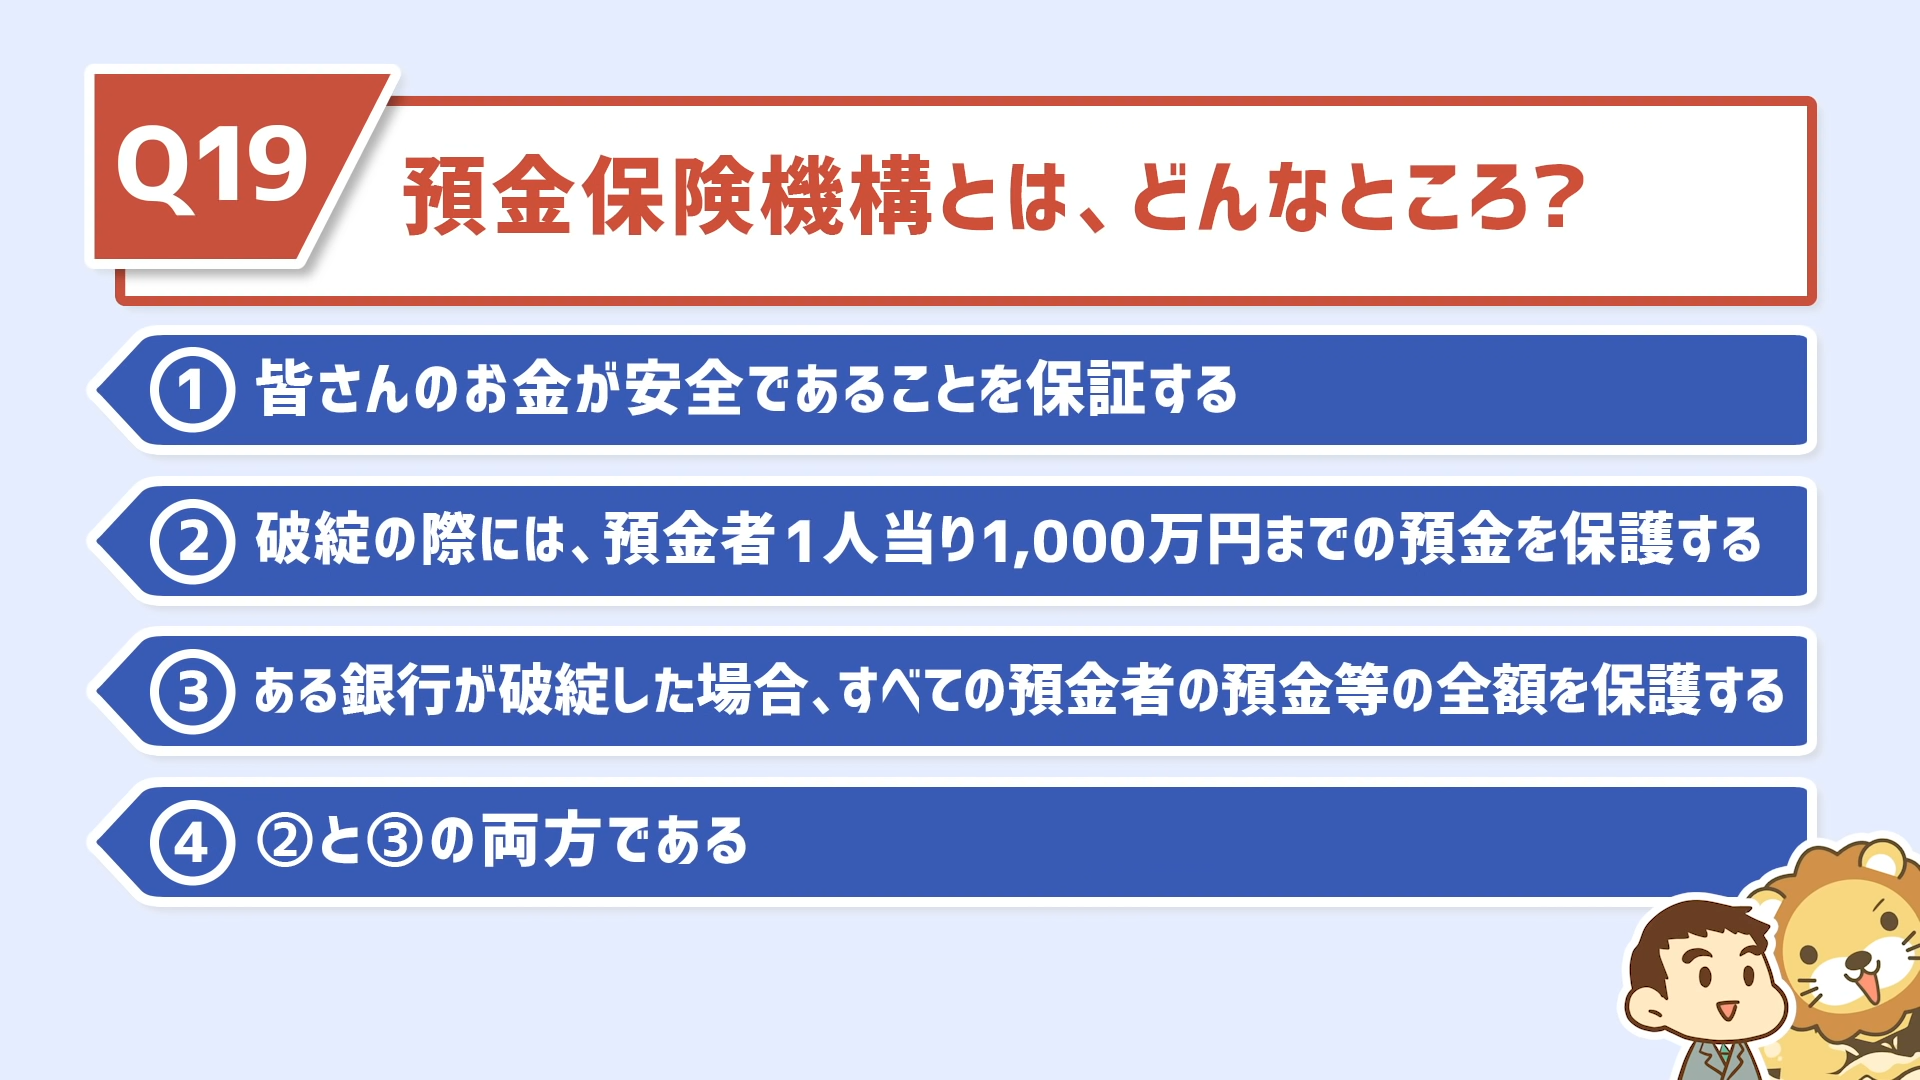 Q19
預金保険機構とは、どんなところ?
① 皆さんのお金が安全であることを保証する
② 破綻の際には、預金者1人当り1,000万円までの預金を保護する
③ ある銀行が破綻した場合、すべての預金者の預金等の全額を保護する
④ ②と③の両方である